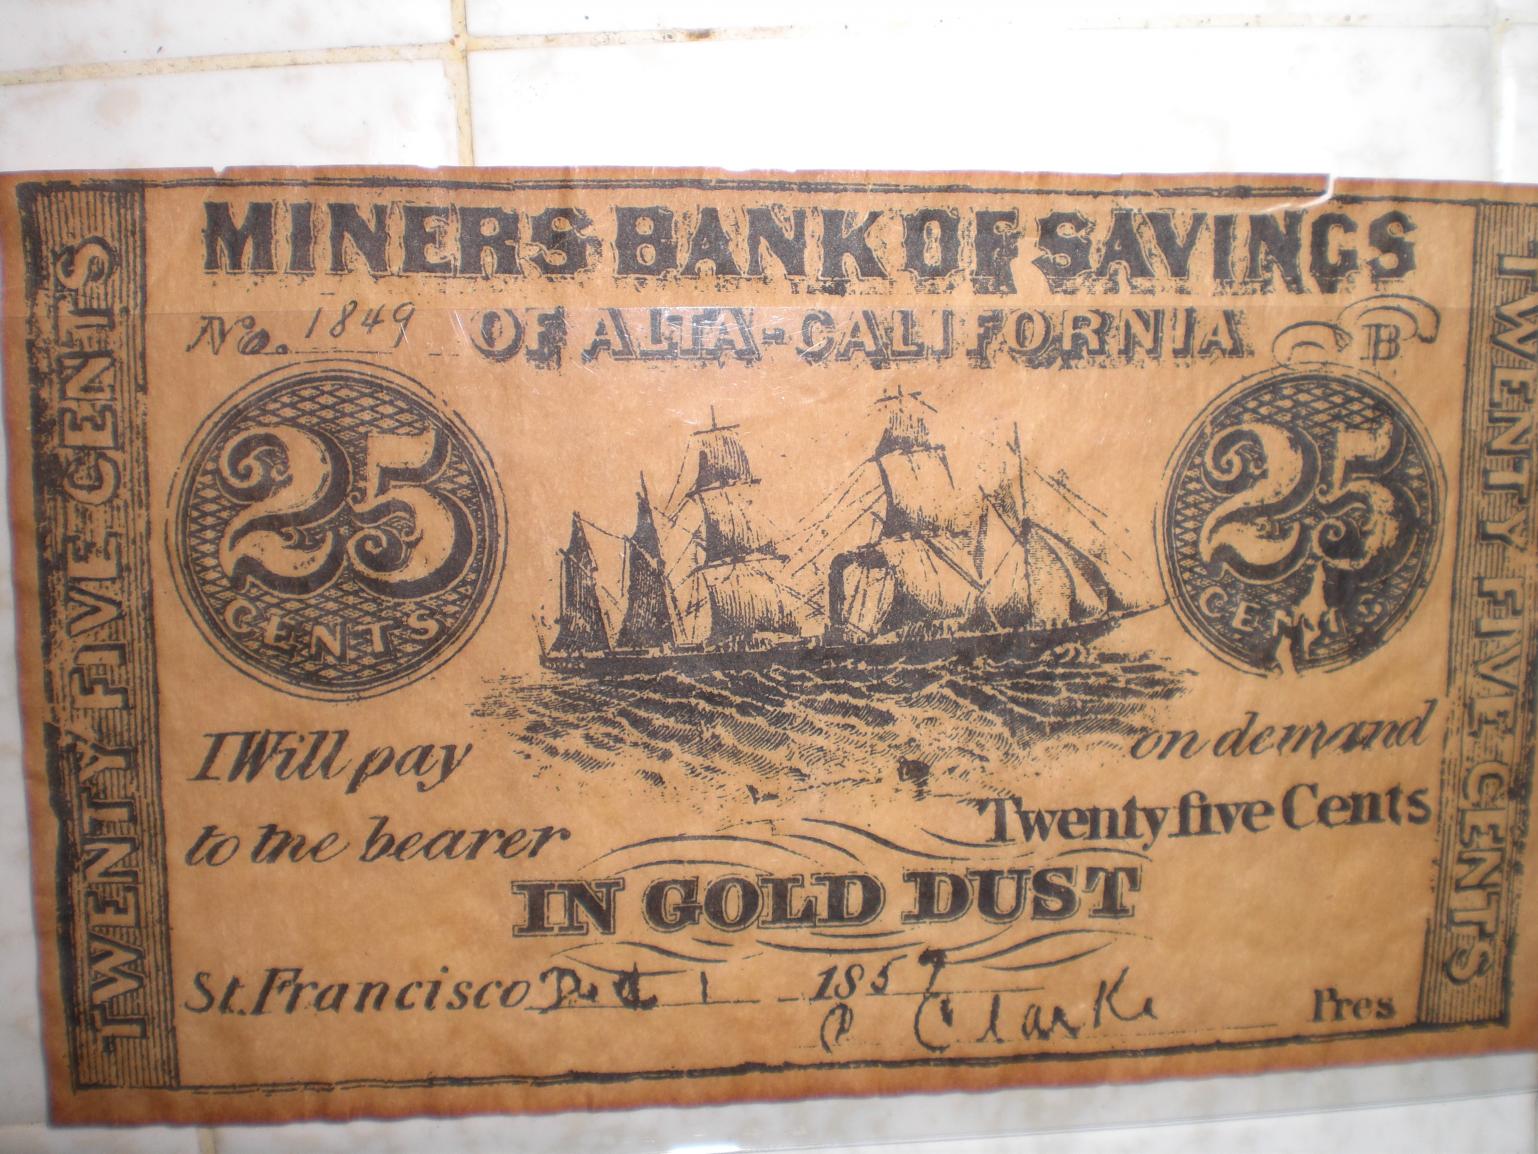 MINERS BANK OF SAVINGS
No. 1849 OF ALTA-CALIFORNIA B
TWENTY FIVE CENTS
25 CENTS
25 CENTS
TWENTY FIVE CENTS
I Will pay on demand
to the bearer Twenty five Cents
IN GOLD DUST
St. Francisco 1 185
Clarke Pres